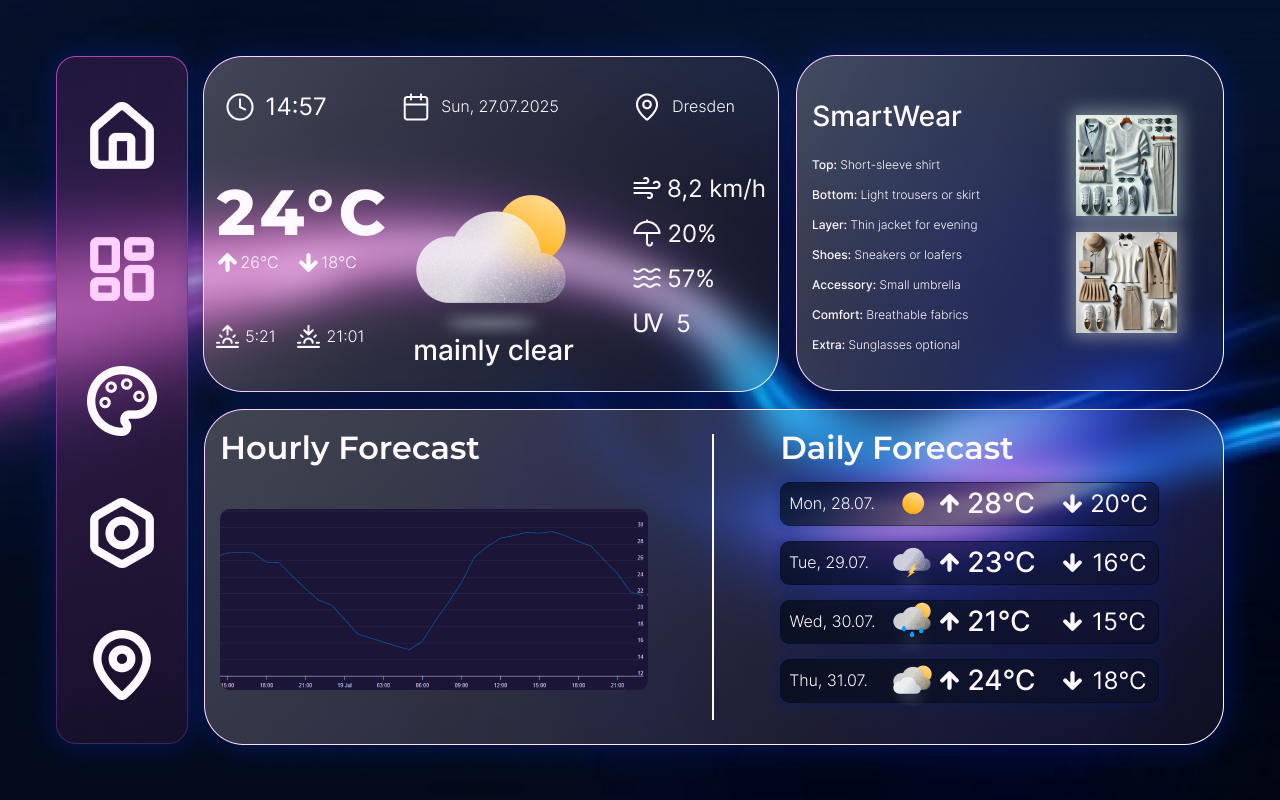 14:57
Sun, 27.07.2025
Dresden
24°C
26°C 18°C
5:21 21:01
mainly clear
8,2 km/h
20%
57%
UV 5
SmartWear
Top: Short-sleeve shirt
Bottom: Light trousers or skirt
Layer: Thin jacket for evening
Shoes: Sneakers or loafers
Accessory: Small umbrella
Comfort: Breathable fabrics
Extra: Sunglasses optional
Hourly Forecast
30
28
26
24
22
20
18
16
14
12
15:00 18:00 21:00 19 Jul 03:00 06:00 09:00 12:00 15:00 18:00 21:00
Daily Forecast
Mon, 28.07. 28°C 20°C
Tue, 29.07. 23°C 16°C
Wed, 30.07. 21°C 15°C
Thu, 31.07. 24°C 18°C